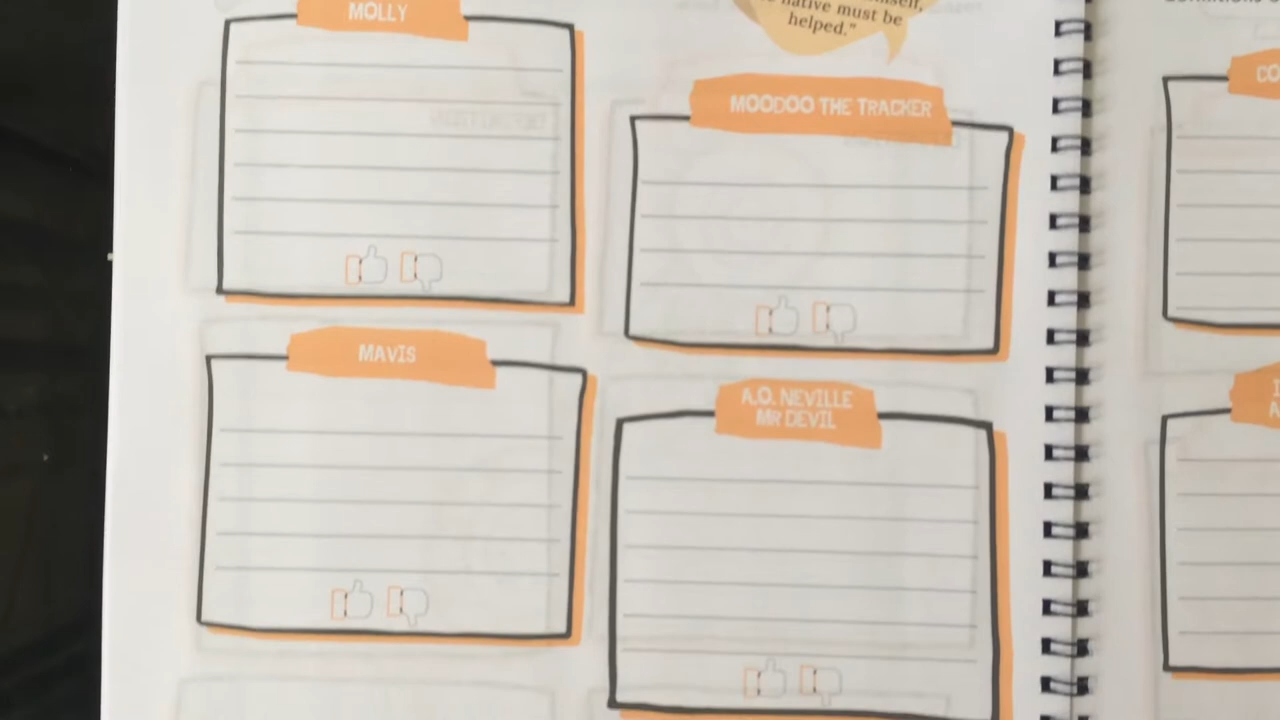 MOLLY
native must be
helped."
MOODOO THE TRACKER
MAVIS
A.O. NEVILLE
MR DEVIL